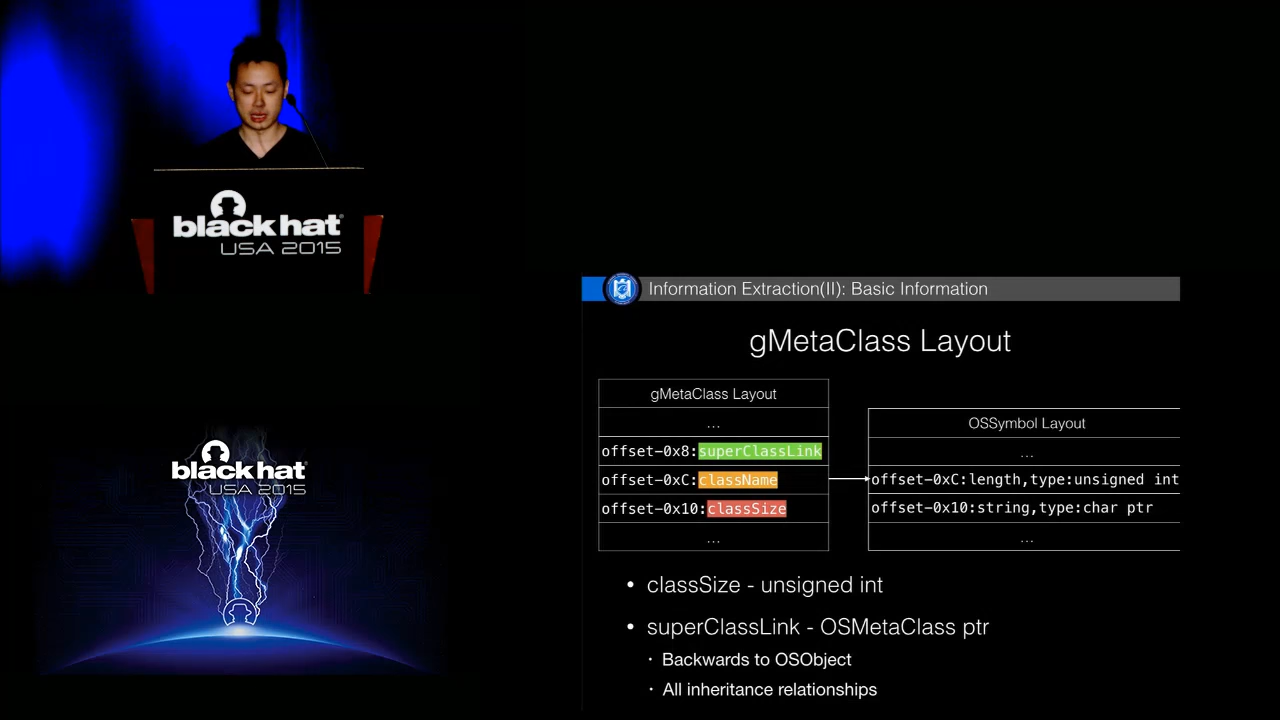 black hat
USA 2015
Information Extraction(II): Basic Information
gMetaClass Layout
gMetaClass Layout
...
offset-0x8:superClassLink
offset-0xC:className
offset-0x10:classSize
...
OSSymbol Layout
...
offset-0xC:length,type:unsigned int
offset-0x10:string,type:char ptr
...
black hat
USA 2015
• classSize - unsigned int
• superClassLink - OSMetaClass ptr
· Backwards to OSObject
· All inheritance relationships